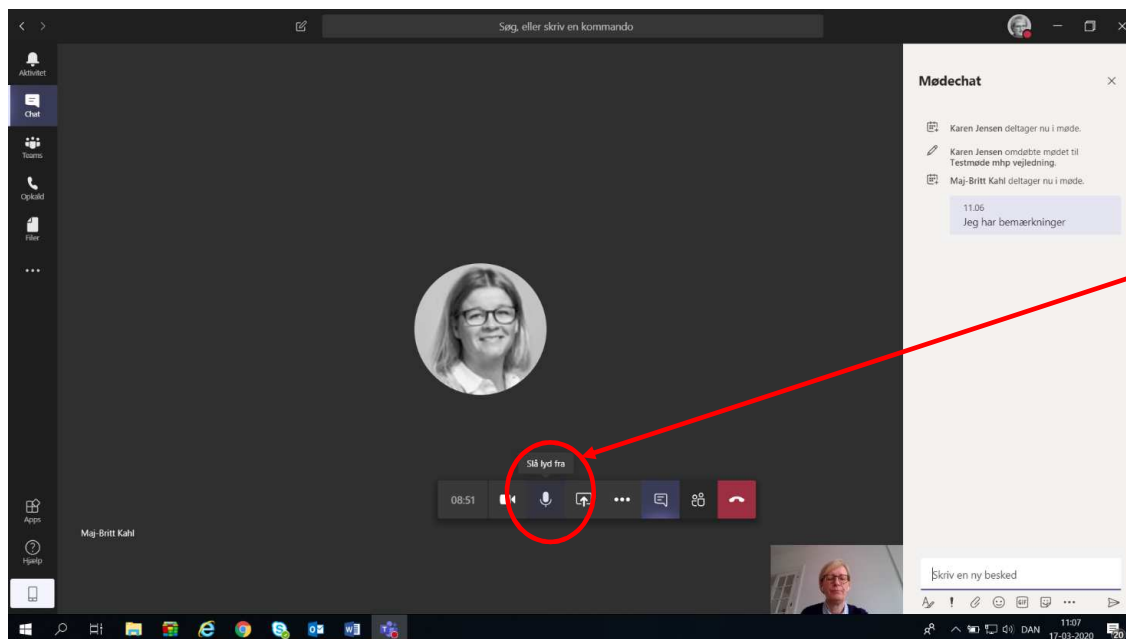 Søg, eller skriv en kommando
Aktivitet
Chat
Teams
Opkald
Filer
Apps
Hjælp
Slå lyd fra
08:51
Maj-Britt Kahl
Mødechat
Karen Jensen deltager nu i møde.
Karen Jensen omdøbte mødet til
Testmøde mhp vejledning.
Maj-Britt Kahl deltager nu i møde.
11.06
Jeg har bemærkninger
Skriv en ny besked
GIF
DAN
11:07
17-03-2020
20